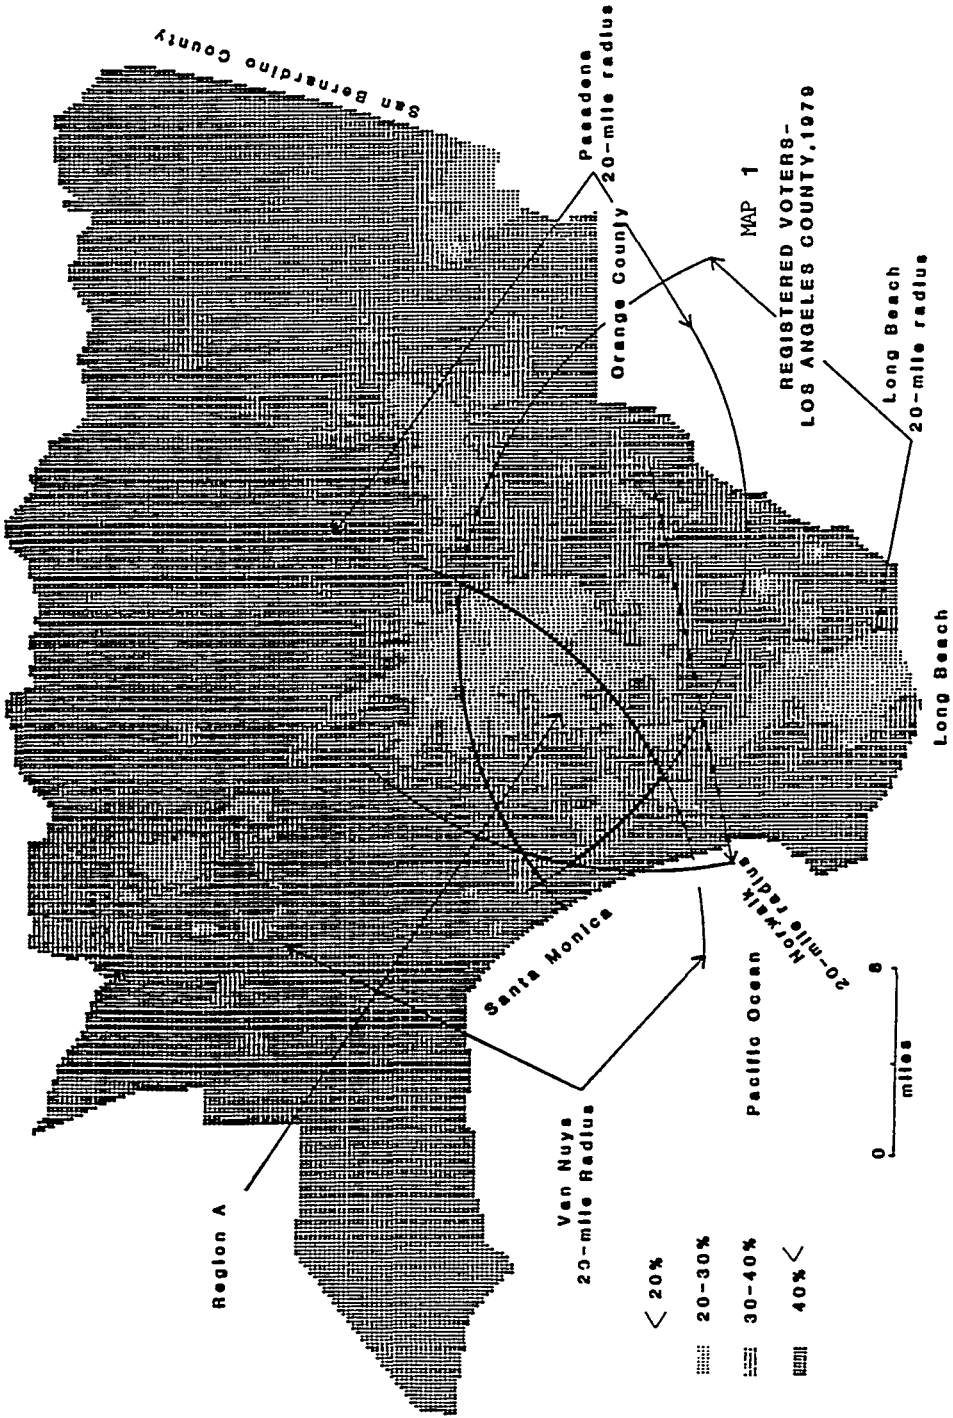 San Bernardino County
Pasadena
20-mile radius
Orange County
MAP 1
REGISTERED VOTERS-
LOS ANGELES COUNTY, 1979
Long Beach
20-mile radius
Long Beach
Santa Monica
Norwalk
20-mile radius
Pacific Ocean
Van Nuys
20-mile Radius
Region A
0
8
miles
< 20%
20-30%
30-40%
40% <